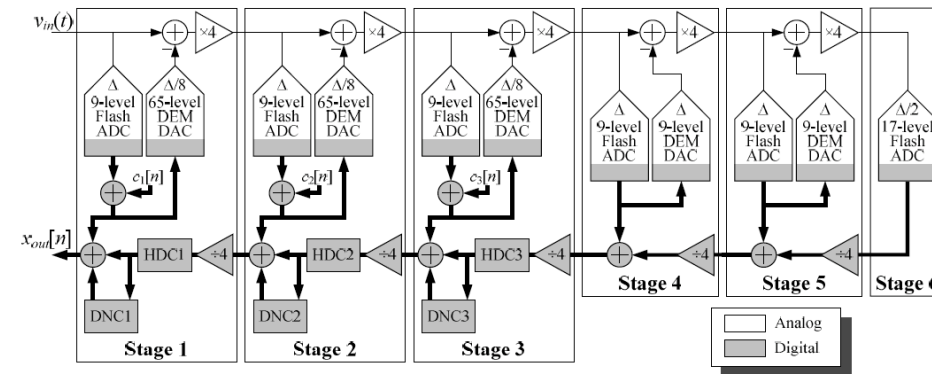 v_in(t)
×4
×4
×4
×4
×4
Δ
9-level
Flash
ADC
Δ/8
65-level
DEM
DAC
Δ
9-level
Flash
ADC
Δ/8
65-level
DEM
DAC
Δ
9-level
Flash
ADC
Δ/8
65-level
DEM
DAC
Δ
9-level
Flash
ADC
9-level
DEM
DAC
Δ
9-level
Flash
ADC
9-level
DEM
DAC
Δ/2
17-level
Flash
ADC
c₁[n]
c₂[n]
c₃[n]
x_out[n]
HDC1
÷4
HDC2
÷4
HDC3
÷4
÷4
÷4
DNC1
DNC2
DNC3
Stage 1
Stage 2
Stage 3
Stage 4
Stage 5
Stage 6
Analog
Digital